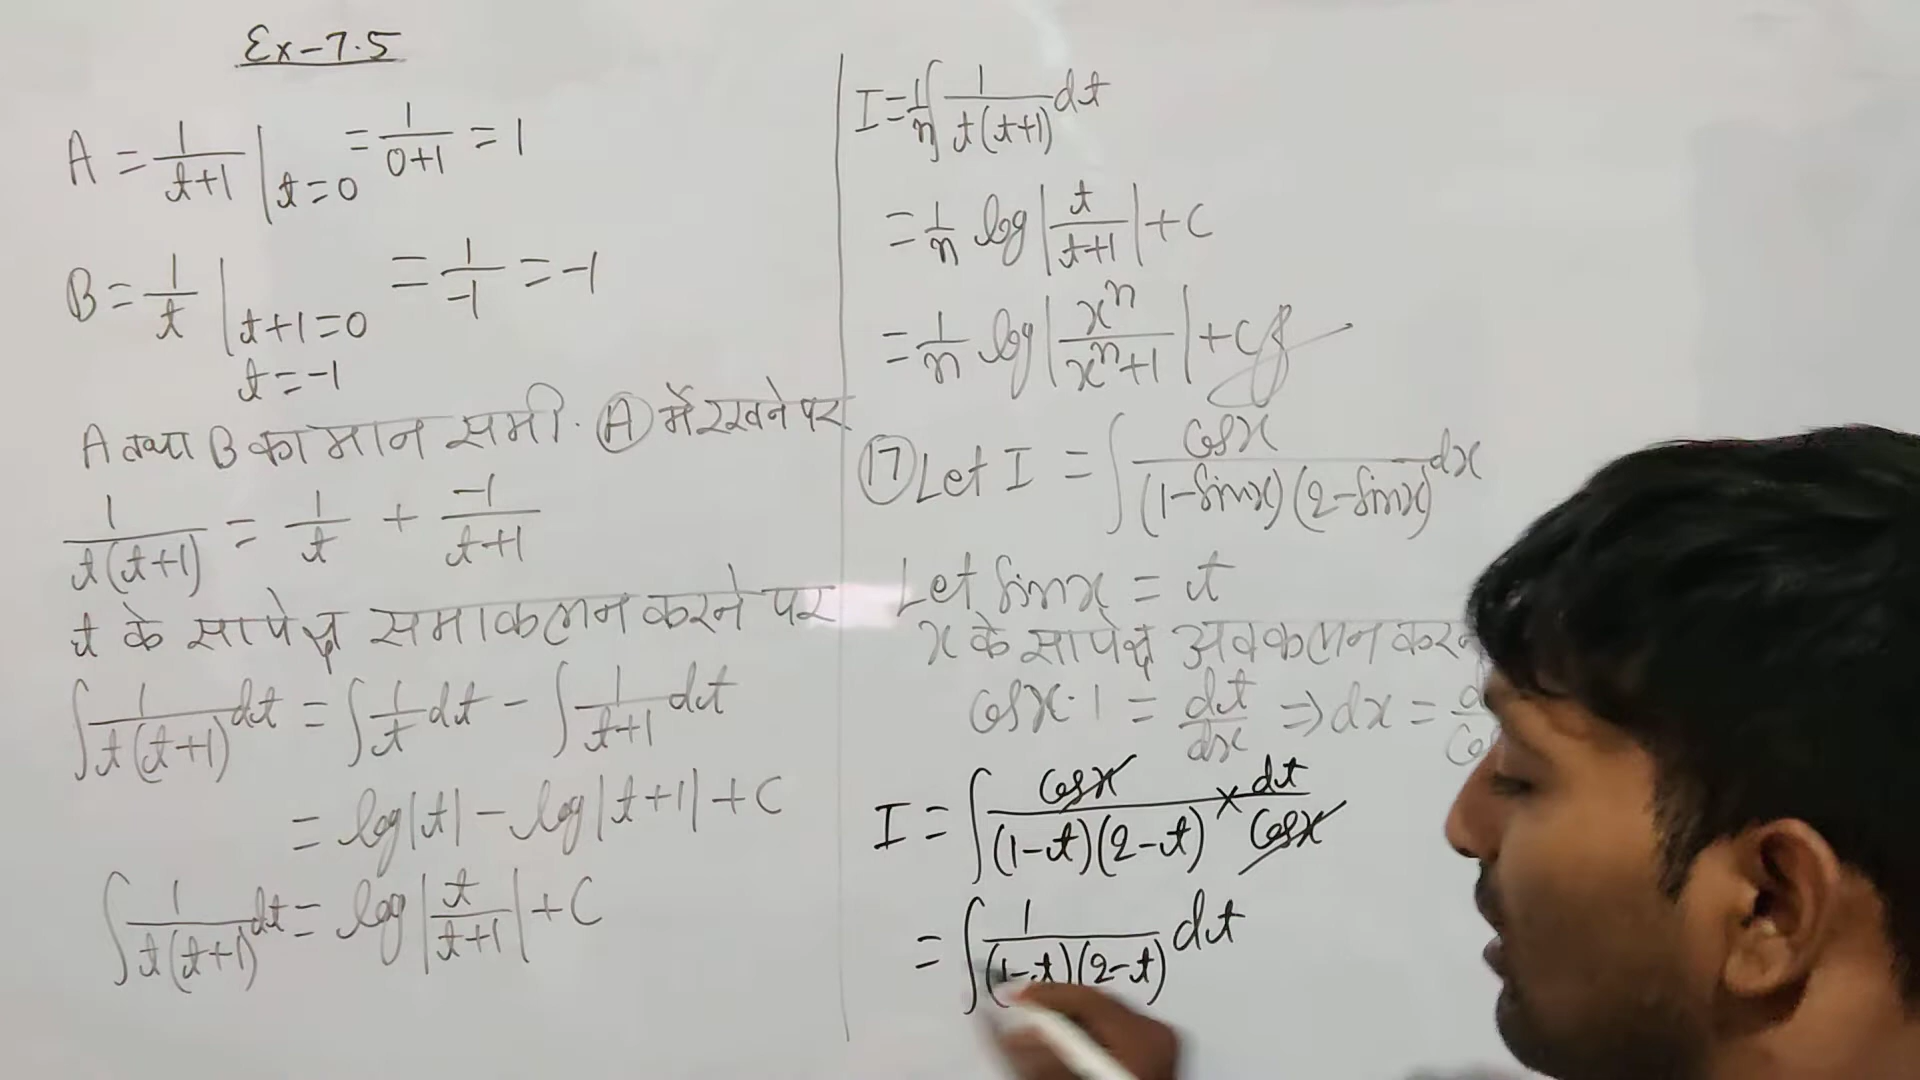 Ex-7.5
A = 1/(t+1) | t=0 = 1/(0+1) = 1
B = 1/t | t+1=0 = 1/-1 = -1
t=-1
A तथा B का मान समी. Ⓐ में रखने पर
1/(t(t+1)) = 1/t + -1/(t+1)
t के सापेक्ष समाकलन करने पर
∫ 1/(t(t+1)) dt = ∫ 1/t dt - ∫ 1/(t+1) dt
= log|t| - log|t+1| + C
∫ 1/(t(t+1)) dt = log|t/(t+1)| + C
I = 1/n ∫ 1/(t(t+1)) dt
= 1/n log|t/(t+1)| + C
= 1/n log|xⁿ/(xⁿ+1)| + C
⑰ Let I = ∫ cosx/((1-sinx)(2-sinx)) dx
Let sinx = t
x के सापेक्ष अवकलन
cosx·1 = dt/dx ⇒ dx =
I = ∫ cosx/((1-t)(2-t)) × dt/cosx
= ∫ 1/((1-t)(2-t)) dt